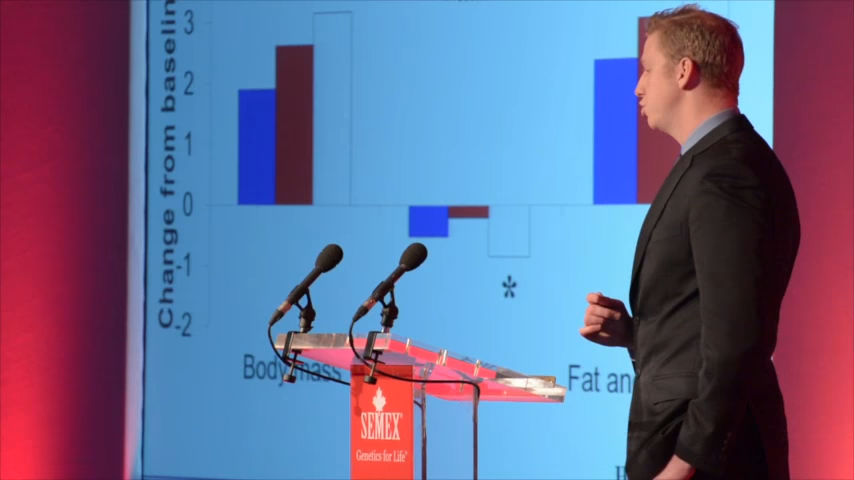 Change from baseline
3
2
1
0
-1
-2
*
Body mass
Fat an
SEMEX®
Genetics for Life®